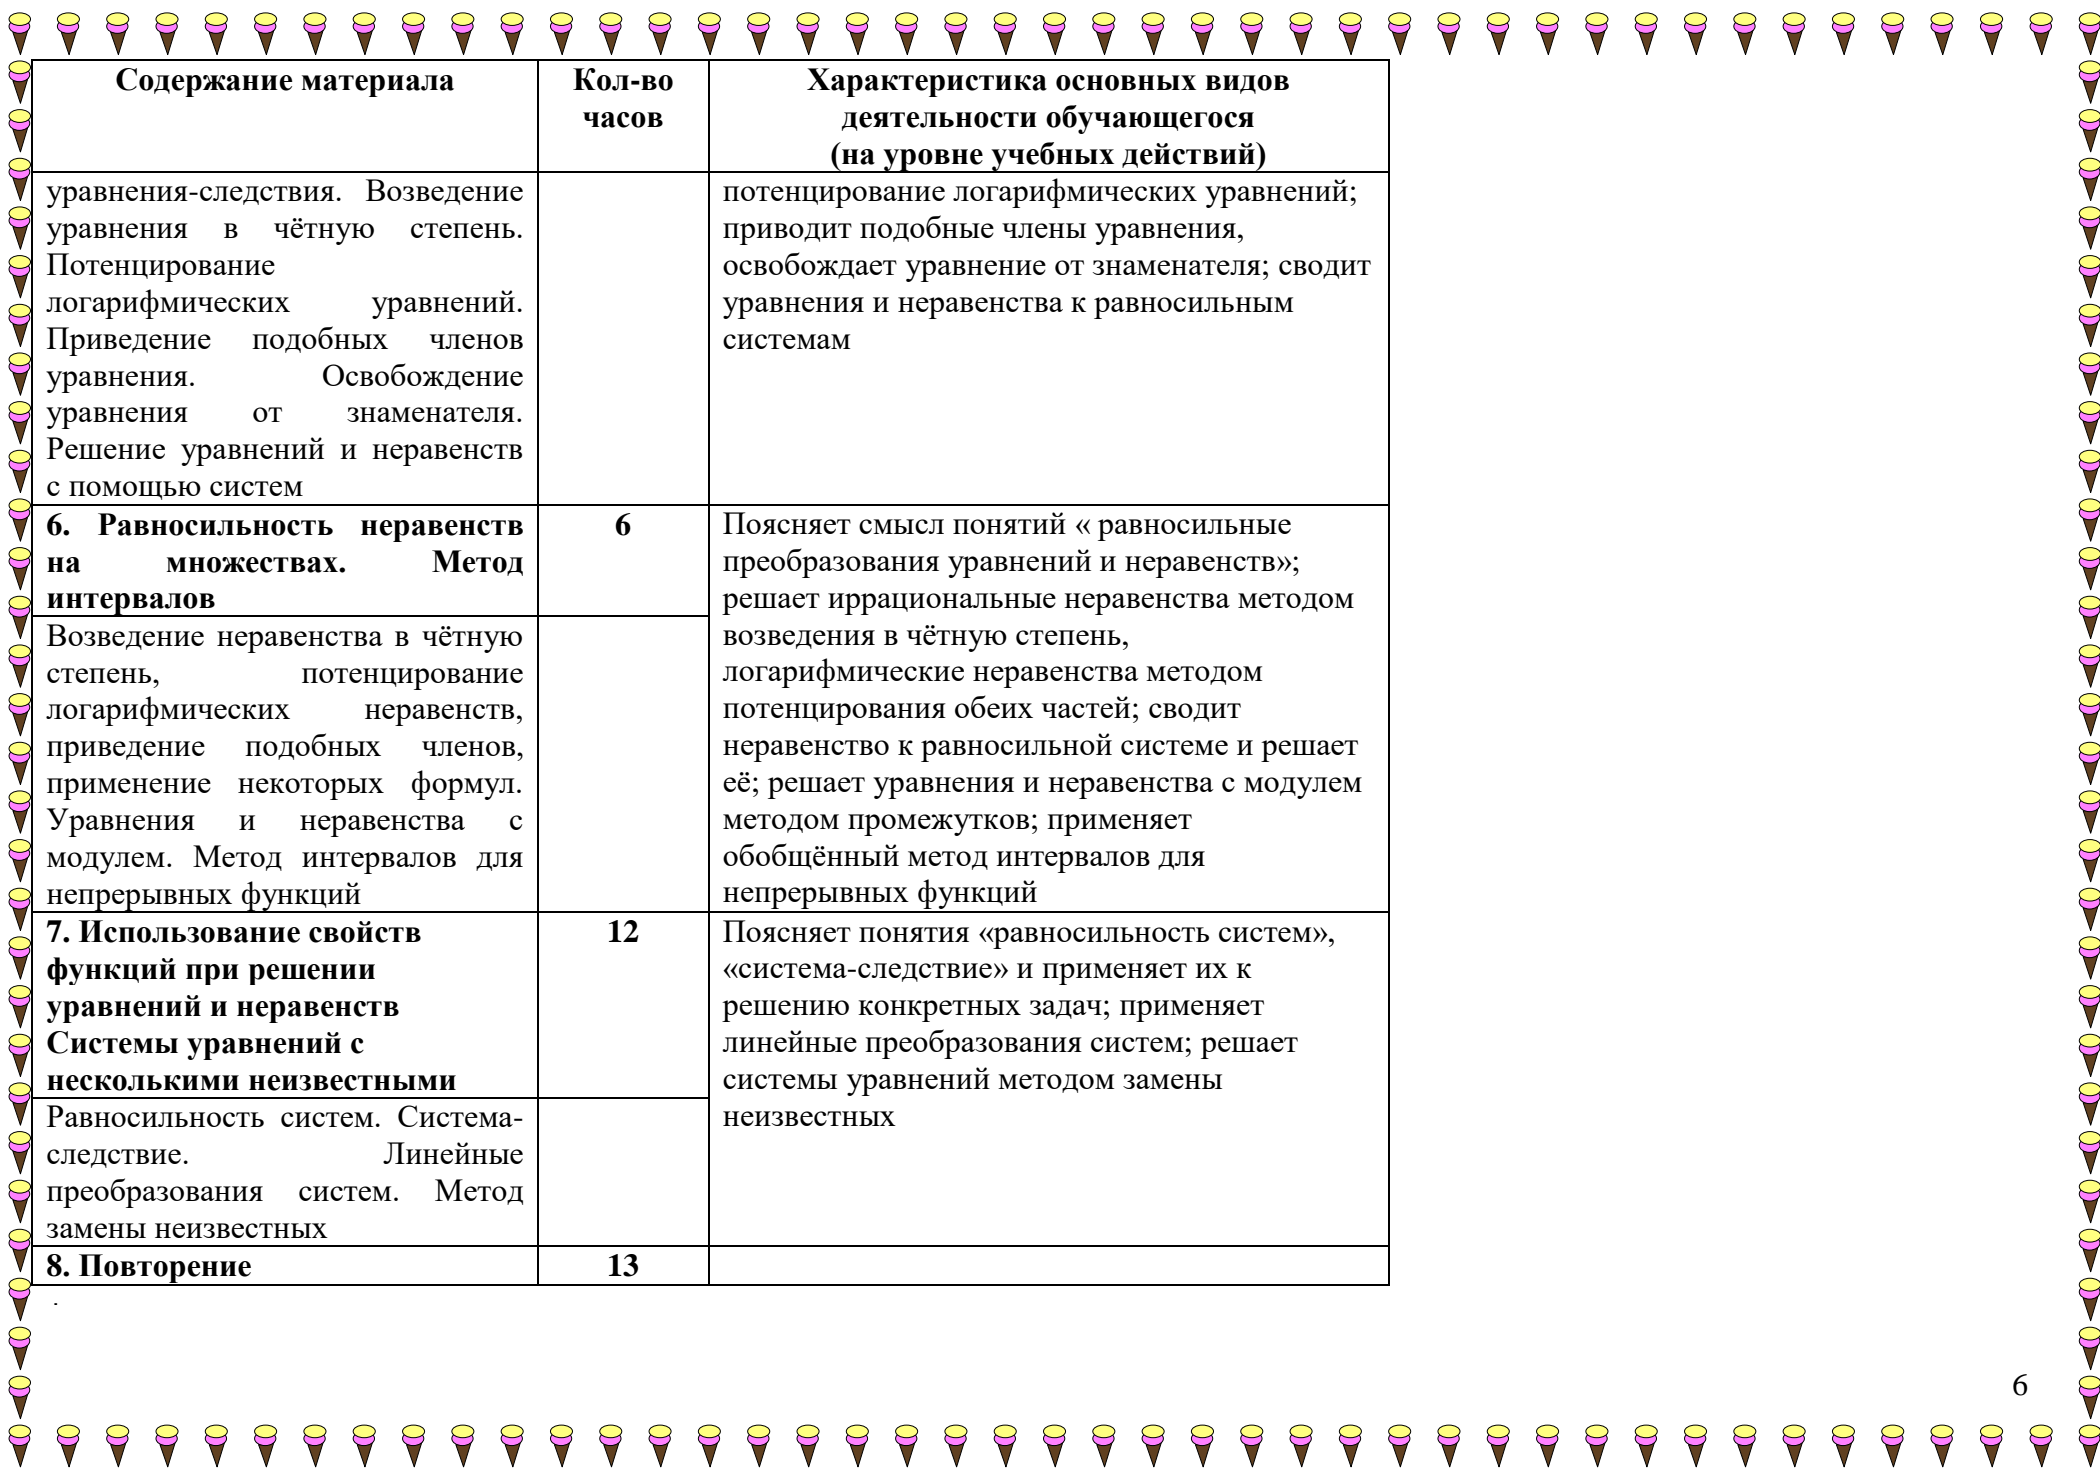 Содержание материала
Кол-во
часов
Характеристика основных видов
деятельности обучающегося
(на уровне учебных действий)
уравнения-следствия. Возведение
уравнения в чётную степень.
Потенцирование
логарифмических уравнений.
Приведение подобных членов
уравнения. Освобождение
уравнения от знаменателя.
Решение уравнений и неравенств
с помощью систем
потенцирование логарифмических уравнений;
приводит подобные члены уравнения,
освобождает уравнение от знаменателя; сводит
уравнения и неравенства к равносильным
системам
6. Равносильность неравенств
на множествах. Метод
интервалов
6
Поясняет смысл понятий « равносильные
преобразования уравнений и неравенств»;
решает иррациональные неравенства методом
возведения в чётную степень,
логарифмические неравенства методом
потенцирования обеих частей; сводит
неравенство к равносильной системе и решает
её; решает уравнения и неравенства с модулем
методом промежутков; применяет
обобщённый метод интервалов для
непрерывных функций
Возведение неравенства в чётную
степень, потенцирование
логарифмических неравенств,
приведение подобных членов,
применение некоторых формул.
Уравнения и неравенства с
модулем. Метод интервалов для
непрерывных функций
7. Использование свойств
функций при решении
уравнений и неравенств
Системы уравнений с
несколькими неизвестными
12
Поясняет понятия «равносильность систем»,
«система-следствие» и применяет их к
решению конкретных задач; применяет
линейные преобразования систем; решает
системы уравнений методом замены
неизвестных
Равносильность систем. Система-
следствие. Линейные
преобразования систем. Метод
замены неизвестных
8. Повторение
13
.
6